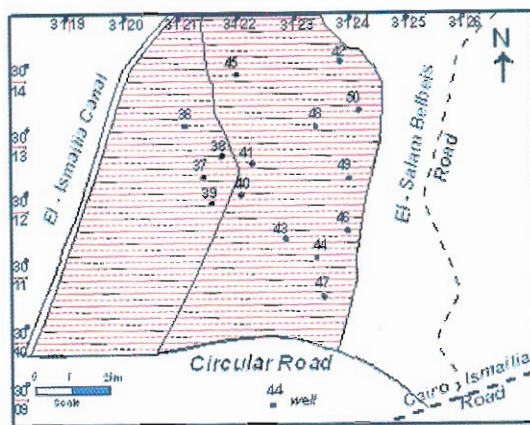 31°19 31°20 31°21 31°22 31°23 31°24 31°25 31°26
N
42
45
30°
14
50
36
48
30°
13
38
41
37
49
40
39
30°
12
46
43
44
30°
11
47
30°
El - Ismailia Canal
El-Salam Belbeis
Road
Circular Road
0 1 2km
Scale
44
well
30°
09
Cairo - Ismailia
Road